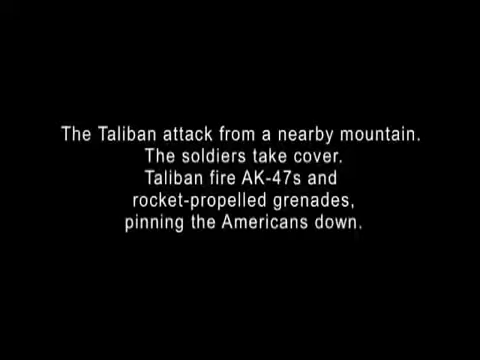 The Taliban attack from a nearby mountain.
The soldiers take cover.
Taliban fire AK-47s and
rocket-propelled grenades,
pinning the Americans down.